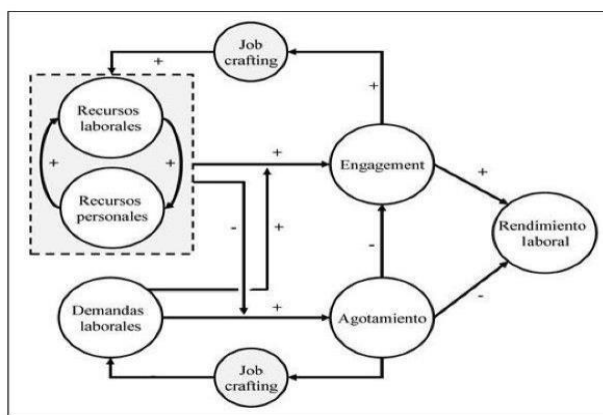 Job
crafting
+
+
Recursos
laborales
+
+
+
Engagement
+
Recursos
personales
-
+
-
Rendimiento
laboral
Demandas
laborales
+
Agotamiento
-
Job
crafting